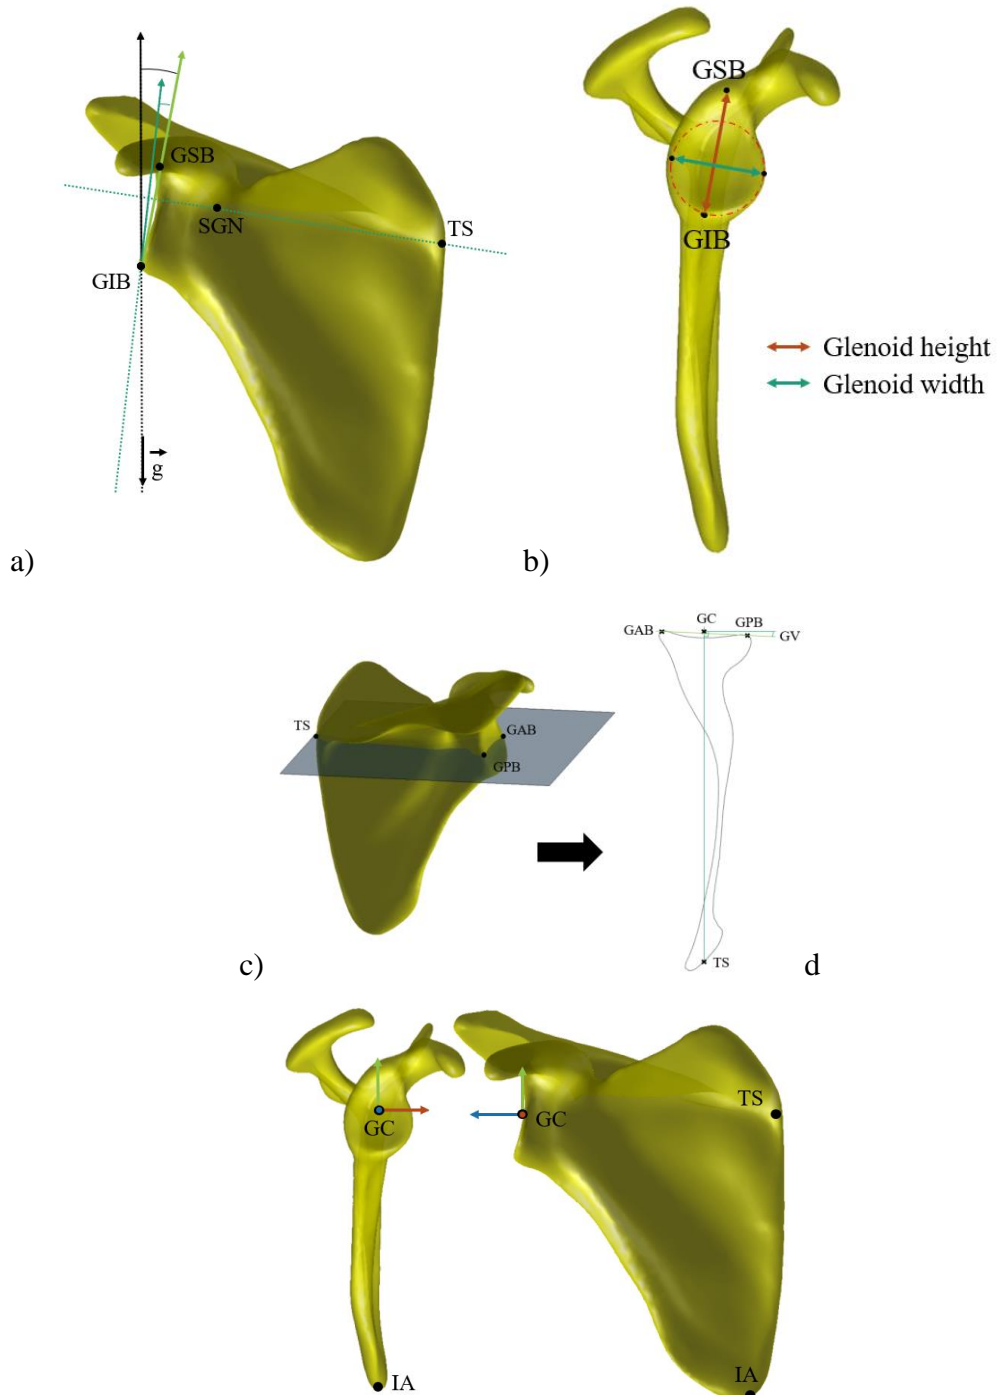 GSB
SGN
TS
GIB
g
a)
GSB
GIB
Glenoid height
Glenoid width
b)
TS
GAB
GPB
c)
GAB
GC
GPB
GV
TS
d
GC
IA
GC
TS
IA